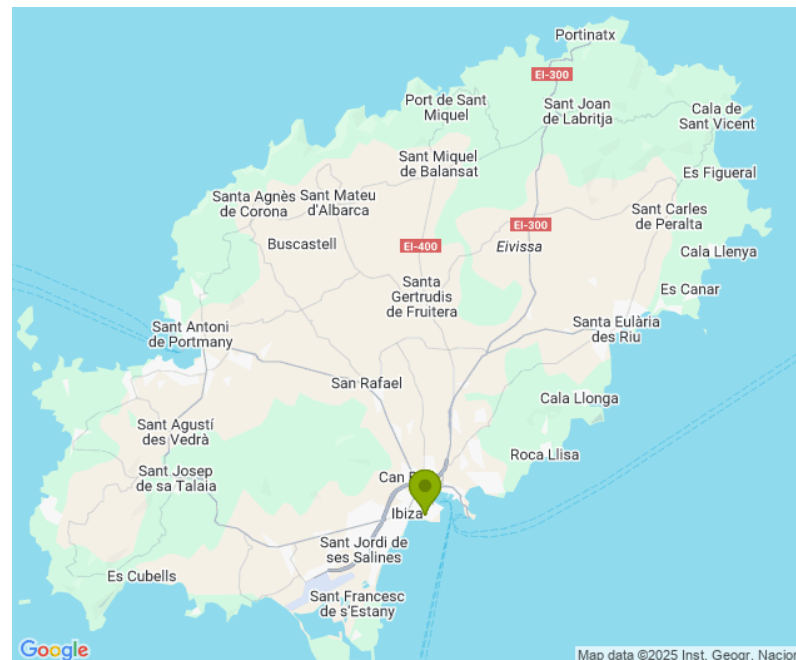 Portinatx
EI-300
Port de Sant
Miquel
Sant Joan
de Labritja
Cala de
Sant Vicent
Sant Miquel
de Balansat
Es Figueral
Santa Agnès
de Corona
Sant Mateu
d'Albarca
Sant Carles
de Peralta
EI-300
Buscastell
EI-400
Eivissa
Cala Llenya
Santa
Gertrudis
de Fruitera
Es Canar
Sant Antoni
de Portmany
Santa Eulària
des Riu
San Rafael
Cala Llonga
Sant Agustí
des Vedrà
Roca Llisa
Sant Josep
de sa Talaia
Can
Ibiza
Sant Jordi de
ses Salines
Es Cubells
Sant Francesc
de s'Estany
Google
Map data ©2025 Inst. Geogr. Nacior